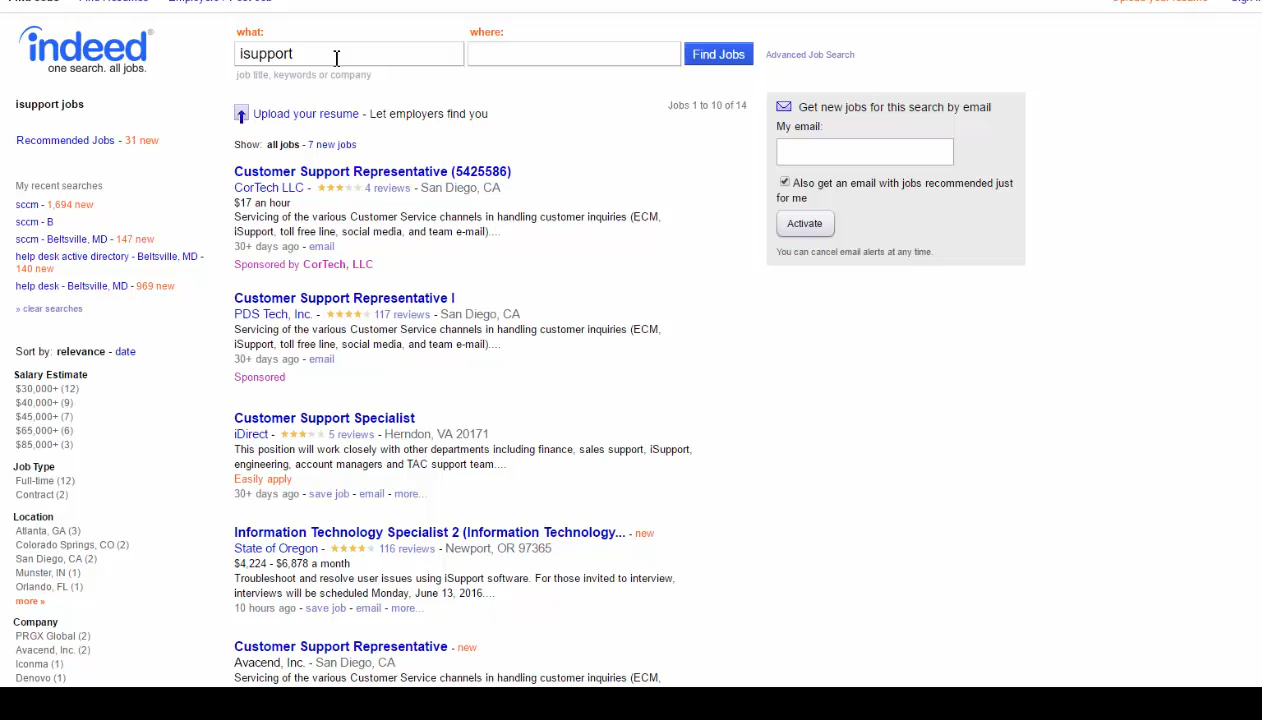 what:
where:
indeed
one search. all jobs.
isupport
Find Jobs
Advanced Job Search
job title, keywords or company
isupport jobs
Recommended Jobs - 31 new
My recent searches
sccm - 1,694 new
sccm - B
sccm - Beltsville, MD - 147 new
help desk active directory - Beltsville, MD -
140 new
help desk - Beltsville, MD - 969 new
» clear searches
Sort by: relevance - date
Salary Estimate
$30,000+ (12)
$40,000+ (9)
$45,000+ (7)
$65,000+ (6)
$85,000+ (3)
Job Type
Full-time (12)
Contract (2)
Location
Atlanta, GA (3)
Colorado Springs, CO (2)
San Diego, CA (2)
Munster, IN (1)
Orlando, FL (1)
more »
Company
PRGX Global (2)
Avacend, Inc. (2)
Iconma (1)
Denovo (1)
Upload your resume - Let employers find you
Jobs 1 to 10 of 14
Show: all jobs - 7 new jobs
Customer Support Representative (5425586)
CorTech LLC - 4 reviews - San Diego, CA
$17 an hour
Servicing of the various Customer Service channels in handling customer inquiries (ECM,
iSupport, toll free line, social media, and team e-mail)....
30+ days ago - email
Sponsored by CorTech, LLC
Customer Support Representative I
PDS Tech, Inc. - 117 reviews - San Diego, CA
Servicing of the various Customer Service channels in handling customer inquiries (ECM,
iSupport, toll free line, social media, and team e-mail)....
30+ days ago - email
Sponsored
Customer Support Specialist
iDirect - 5 reviews - Herndon, VA 20171
This position will work closely with other departments including finance, sales support, iSupport,
engineering, account managers and TAC support team....
Easily apply
30+ days ago - save job - email - more...
Information Technology Specialist 2 (Information Technology... - new
State of Oregon - 116 reviews - Newport, OR 97365
$4,224 - $6,878 a month
Troubleshoot and resolve user issues using iSupport software. For those invited to interview,
interviews will be scheduled Monday, June 13, 2016....
10 hours ago - save job - email - more...
Customer Support Representative - new
Avacend, Inc. - San Diego, CA
Servicing of the various Customer Service channels in handling customer inquiries (ECM,
Get new jobs for this search by email
My email:
Also get an email with jobs recommended just
for me
Activate
You can cancel email alerts at any time.